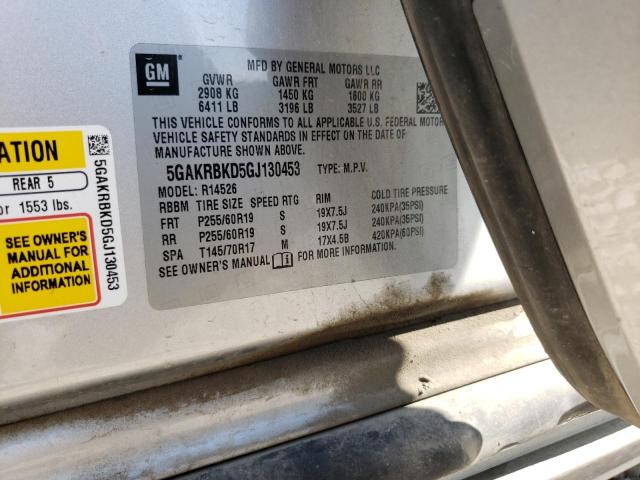 GM
MFD BY GENERAL MOTORS LLC
GVWR GAWR FRT GAWR RR
2908 KG 1450 KG 1600 KG
6411 LB 3196 LB 3527 LB
THIS VEHICLE CONFORMS TO ALL APPLICABLE U.S. FEDERAL MOTOR
VEHICLE SAFETY STANDARDS IN EFFECT ON THE DATE OF
MANUFACTURE SHOWN ABOVE.
5GAKRBKD5GJ130453 TYPE: M.P.V.
MODEL: R14526
RBBM TIRE SIZE SPEED RTG RIM COLD TIRE PRESSURE
FRT P255/60R19 S 19X7.5J 240KPA(35PSI)
RR P255/60R19 S 19X7.5J 240KPA(35PSI)
SPA T145/70R17 M 17X4.5B 420KPA(60PSI)
SEE OWNER'S MANUAL FOR MORE INFORMATION.
ATION
REAR 5
or 1553 lbs.
SEE OWNER'S
MANUAL FOR
ADDITIONAL
INFORMATION
5GAKRBKD5GJ130453